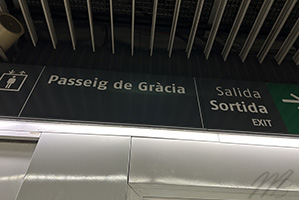 Passeig de Gràcia
Salida
Sortida
EXIT